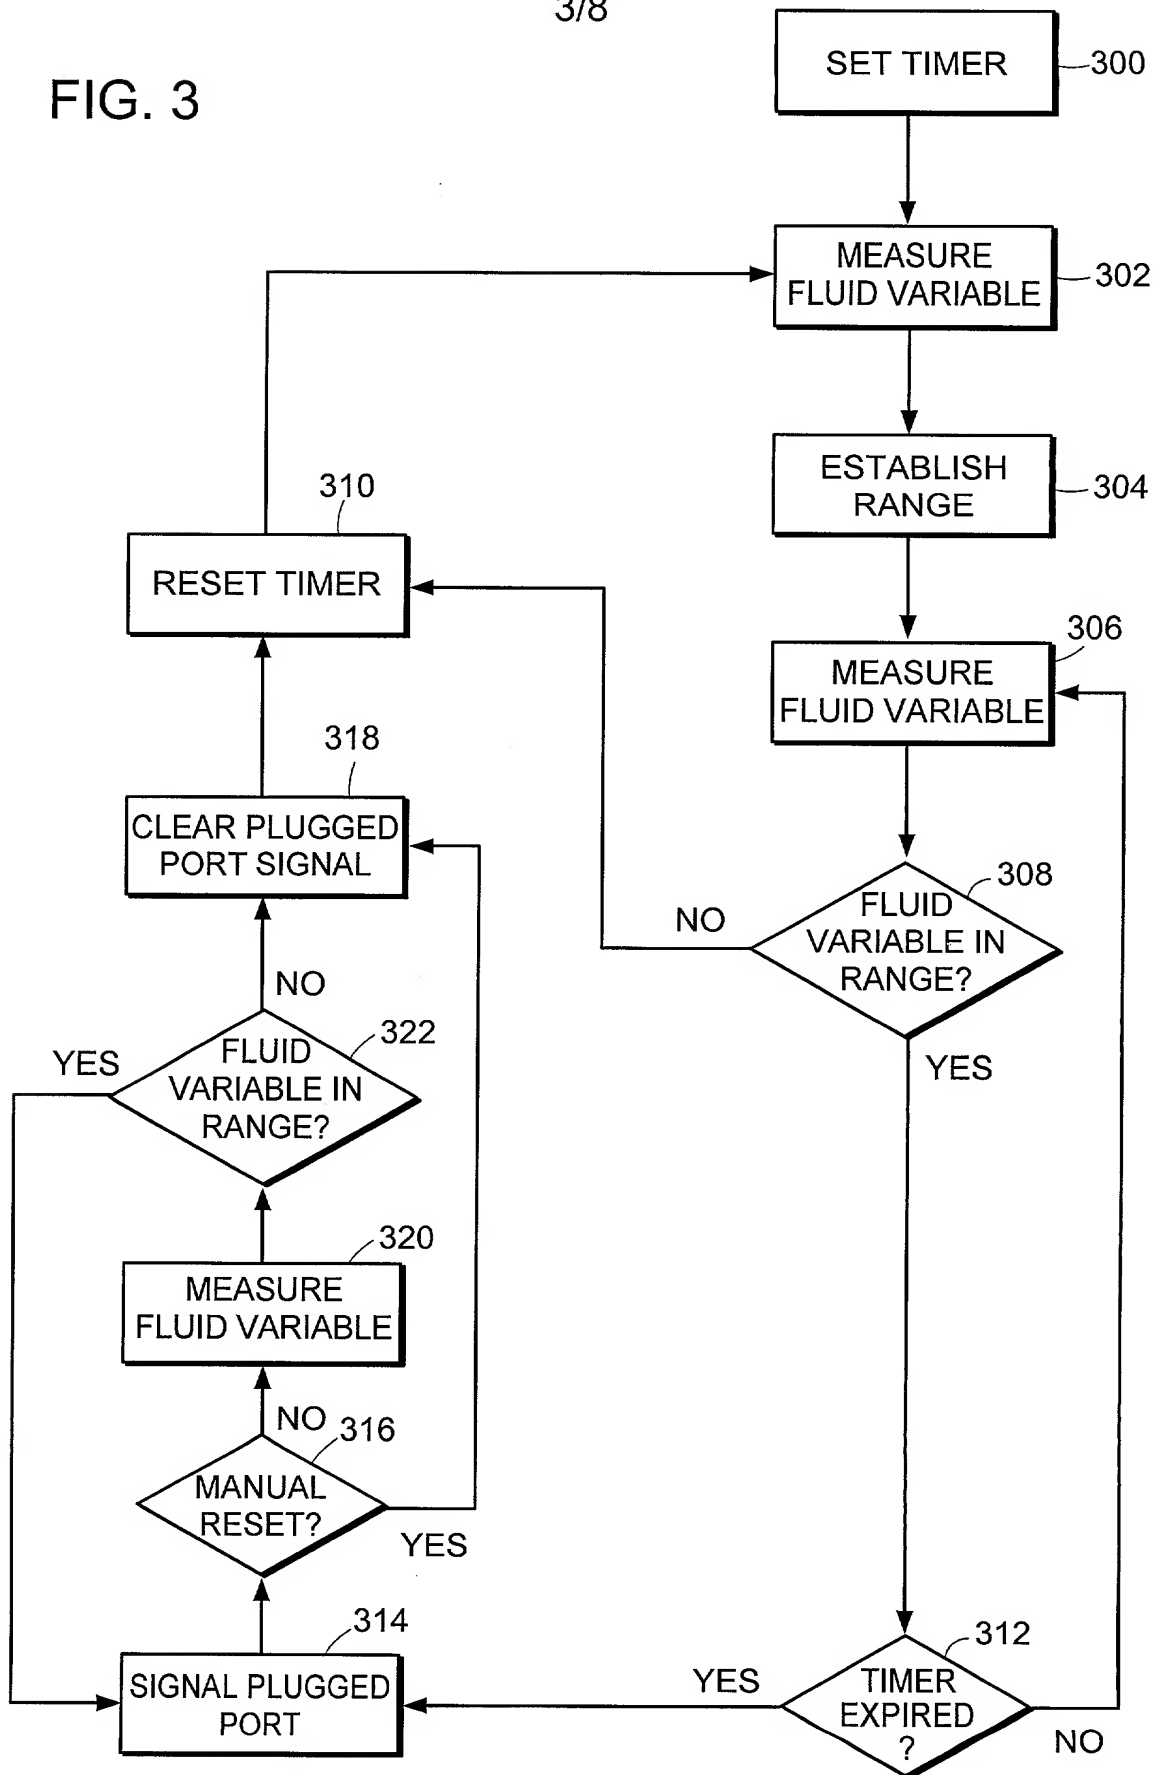 3/8
FIG. 3
SET TIMER
300
MEASURE
FLUID VARIABLE
302
ESTABLISH
RANGE
304
MEASURE
FLUID VARIABLE
306
FLUID
VARIABLE IN
RANGE?
308
NO
YES
310
RESET TIMER
318
CLEAR PLUGGED
PORT SIGNAL
NO
322
YES
FLUID
VARIABLE IN
RANGE?
320
MEASURE
FLUID VARIABLE
NO
316
MANUAL
RESET?
YES
314
SIGNAL PLUGGED
PORT
YES
312
TIMER
EXPIRED
?
NO